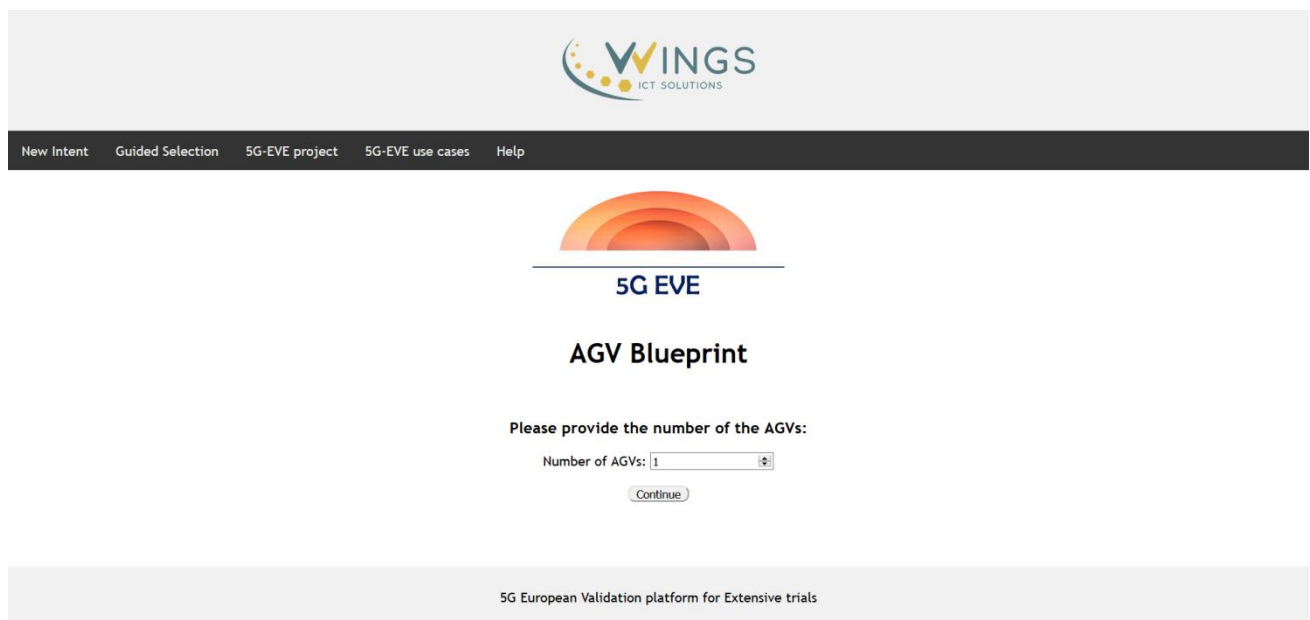 WINGS
ICT SOLUTIONS
New Intent Guided Selection 5G-EVE project 5G-EVE use cases Help
5G EVE
AGV Blueprint
Please provide the number of the AGVs:
Number of AGVs: 1
Continue
5G European Validation platform for Extensive trials